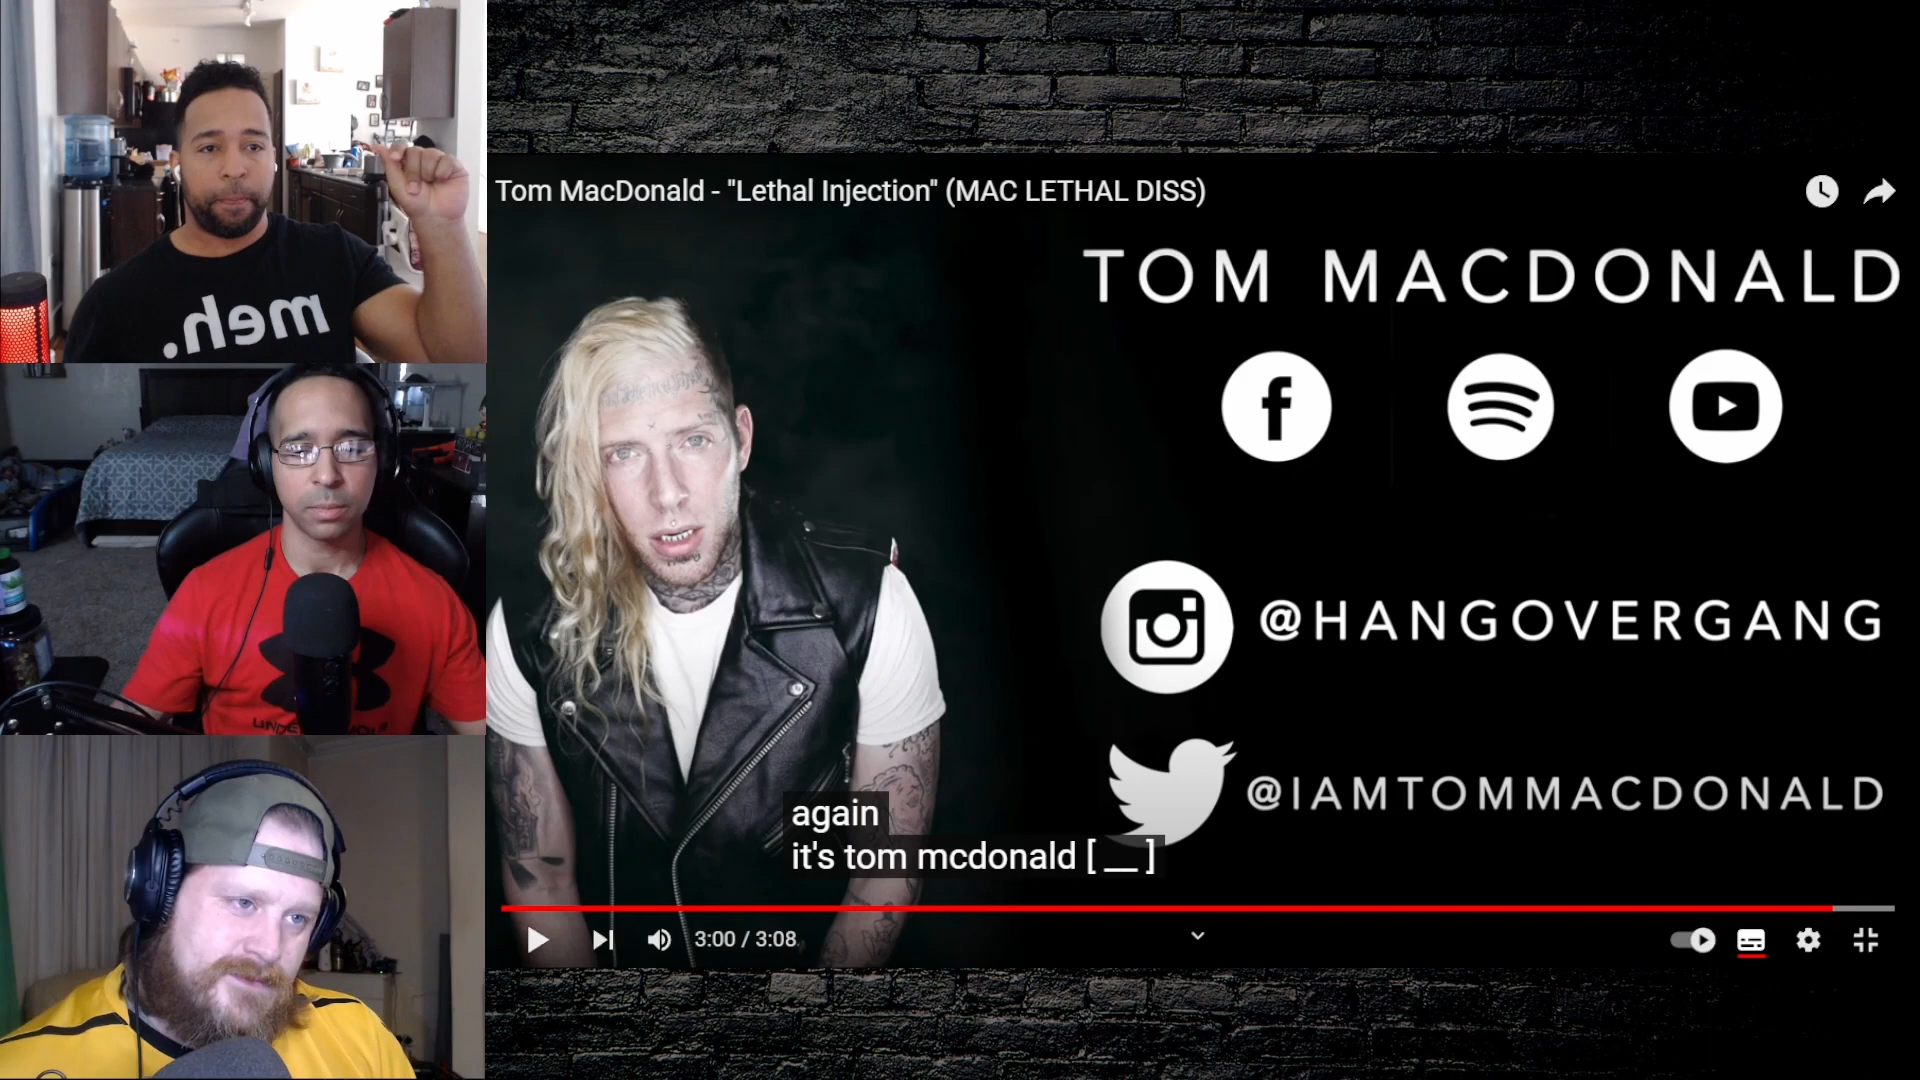 meh.
Tom MacDonald - "Lethal Injection" (MAC LETHAL DISS)
TOM MACDONALD
@HANGOVERGANG
@IAMTOMMACDONALD
again
it's tom mcdonald [ __ ]
3:00 / 3:08